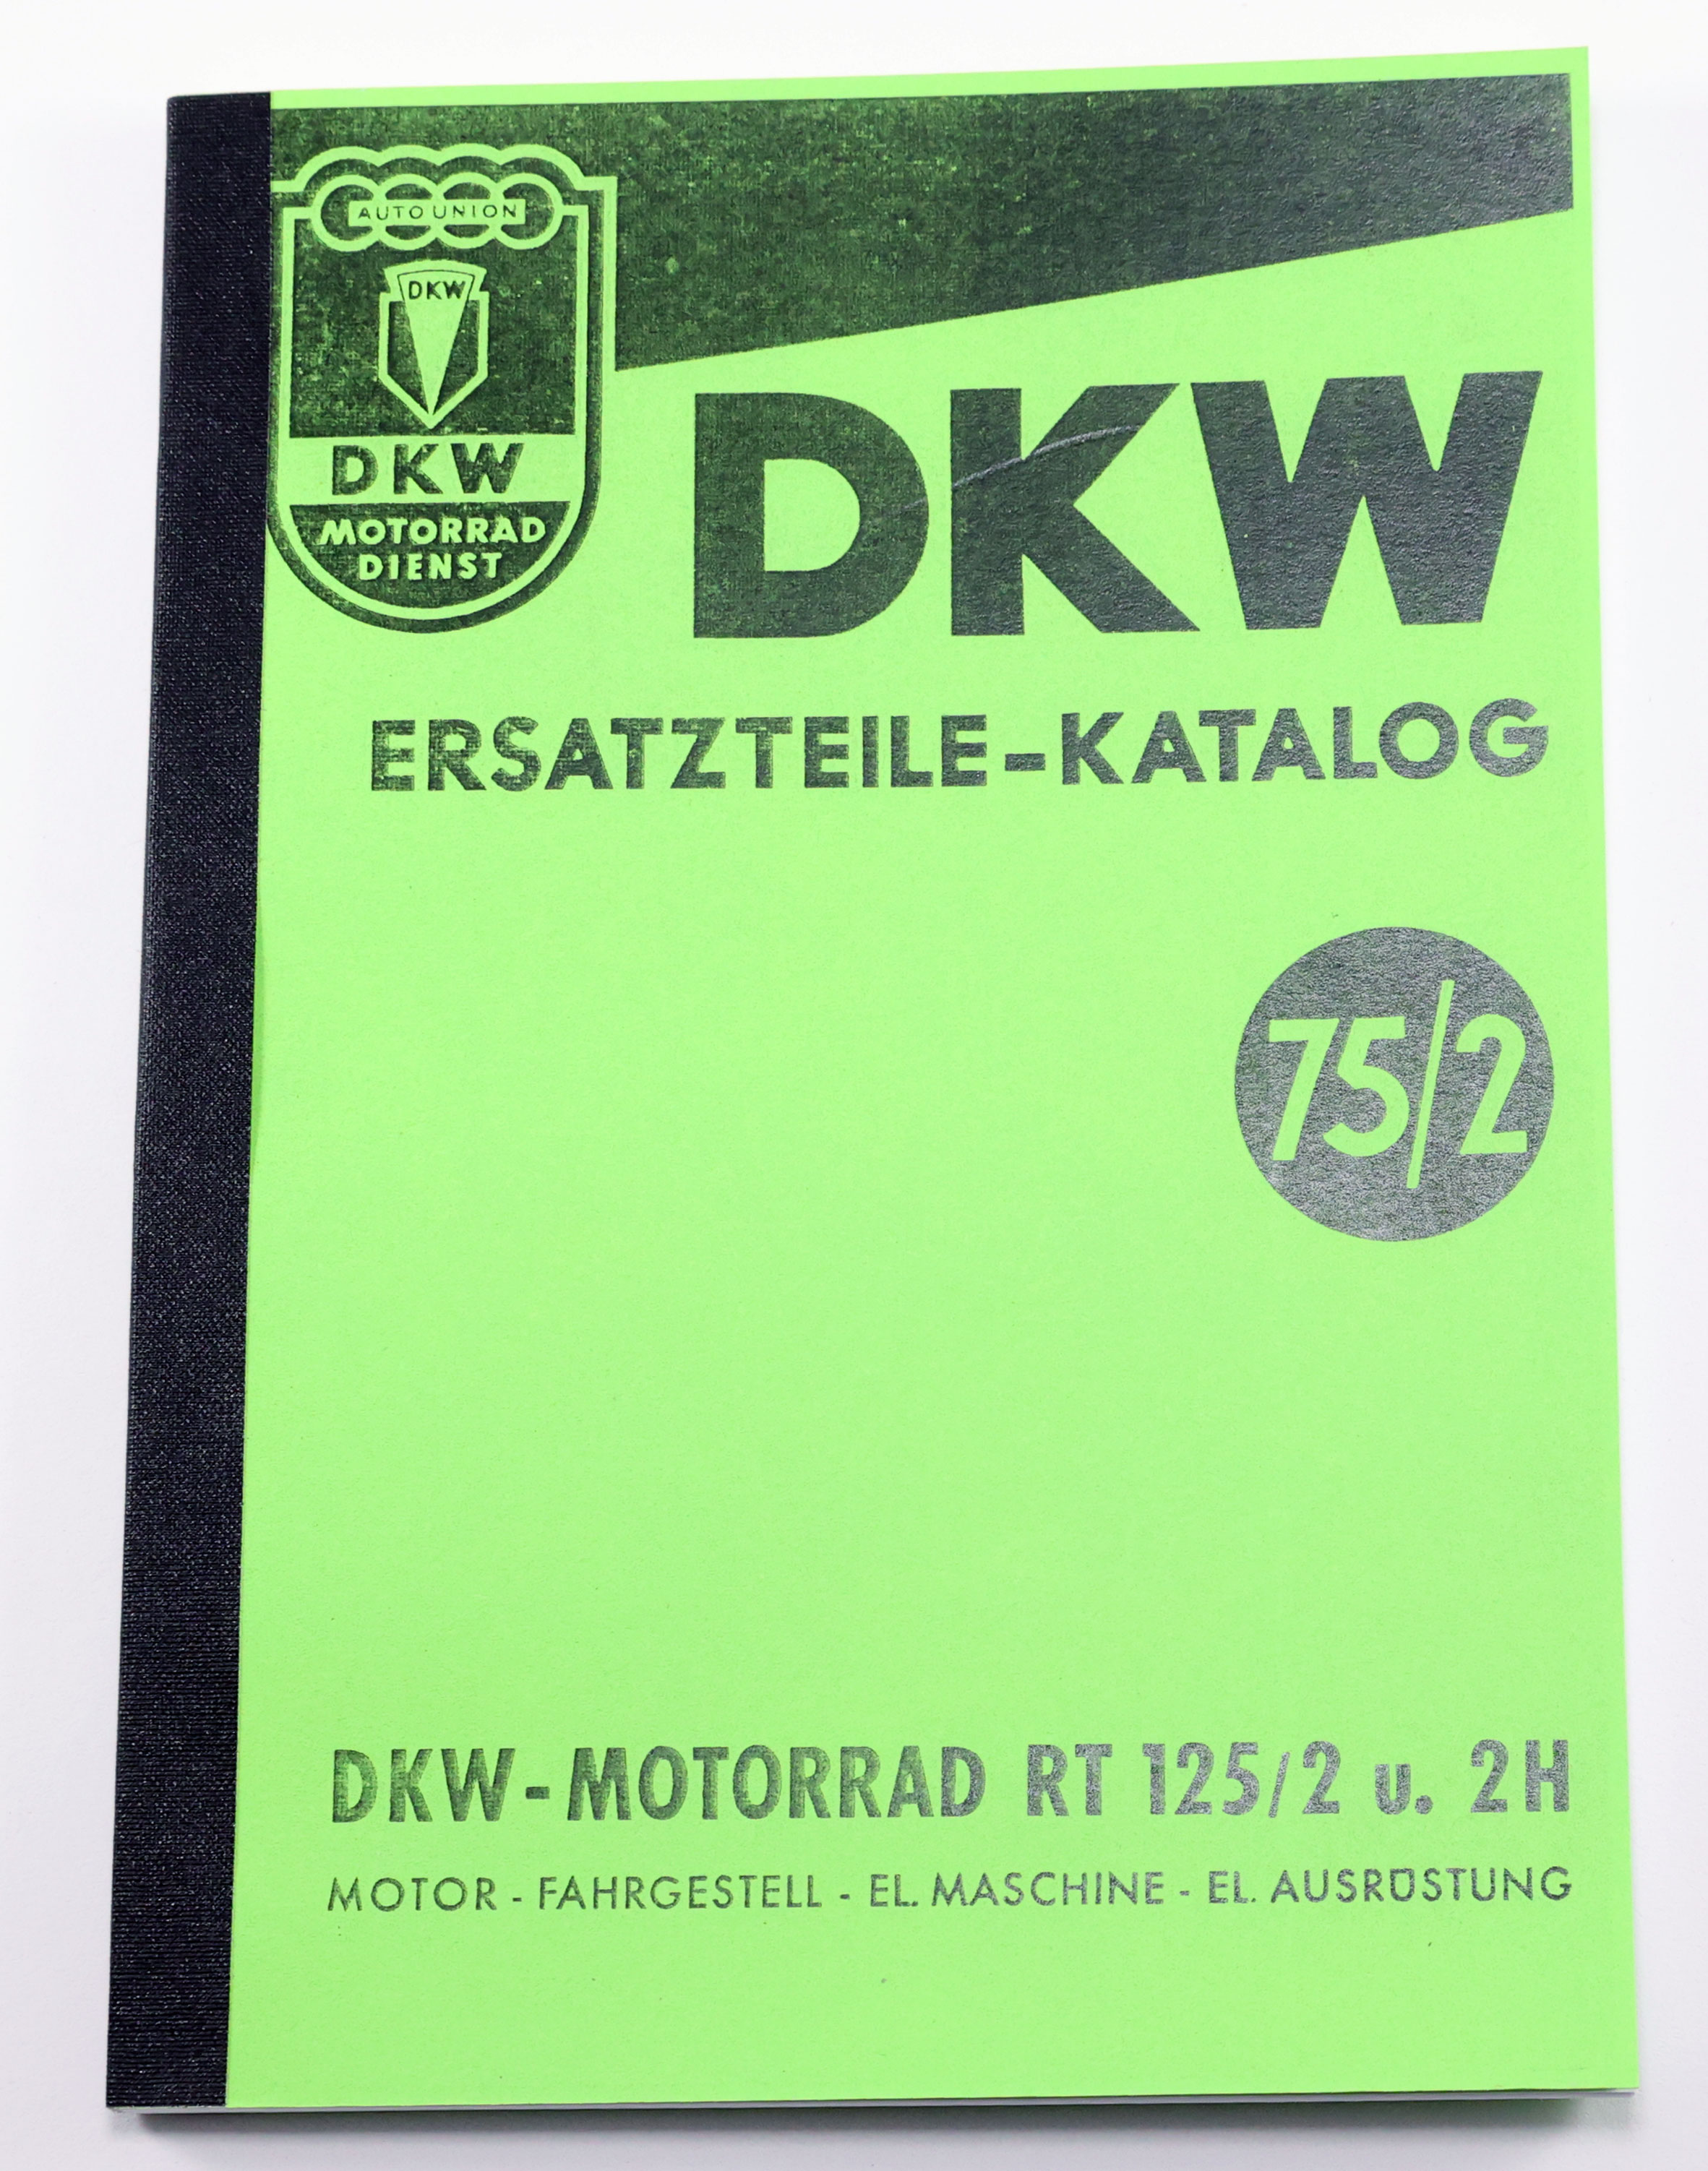 AUTO UNION
DKW
DKW
MOTORRAD
DIENST
DKW
ERSATZTEILE-KATALOG
75/2
DKW-MOTORRAD RT 125/2 u. 2H
MOTOR - FAHRGESTELL - EL. MASCHINE - EL. AUSRÜSTUNG